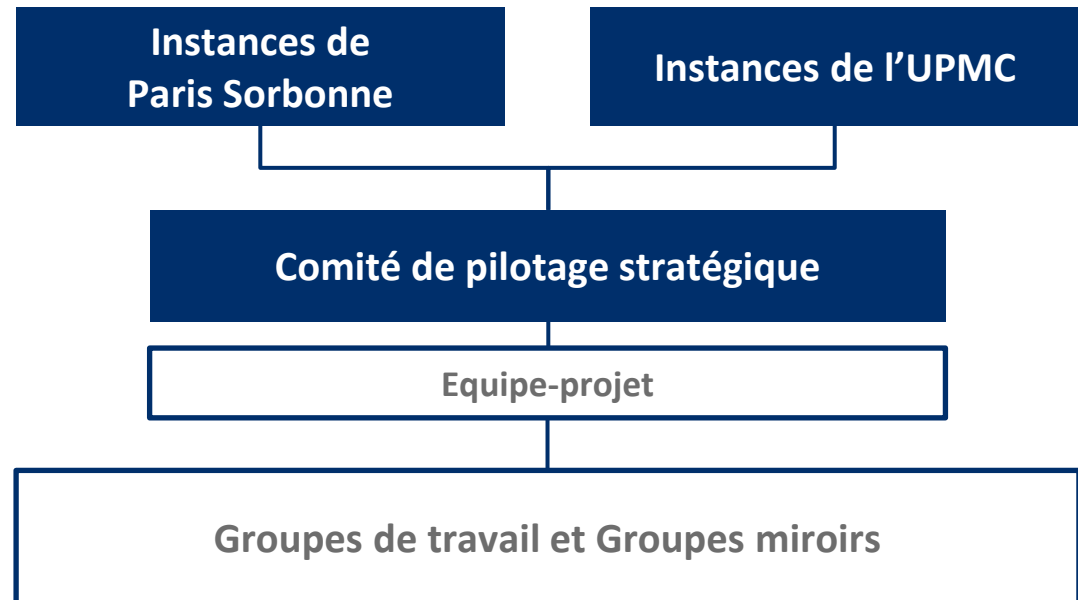 Instances de
Paris Sorbonne
Instances de l’UPMC
Comité de pilotage stratégique
Equipe-projet
Groupes de travail et Groupes miroirs